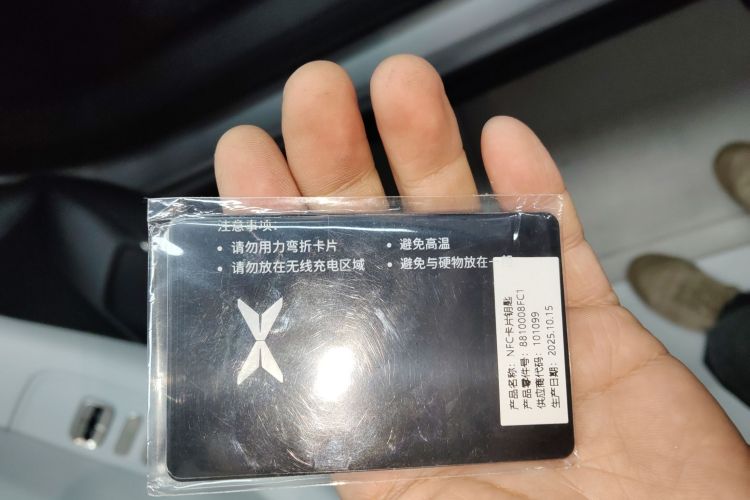 注意事项:
• 请勿用力弯折卡片
• 避免高温
• 请勿放在无线充电区域
• 避免与硬物放在一
产品名称: NFC卡片钥匙
产品零件号: 8810008FC1
供应商代码: 101099
生产日期: 2025.10.15